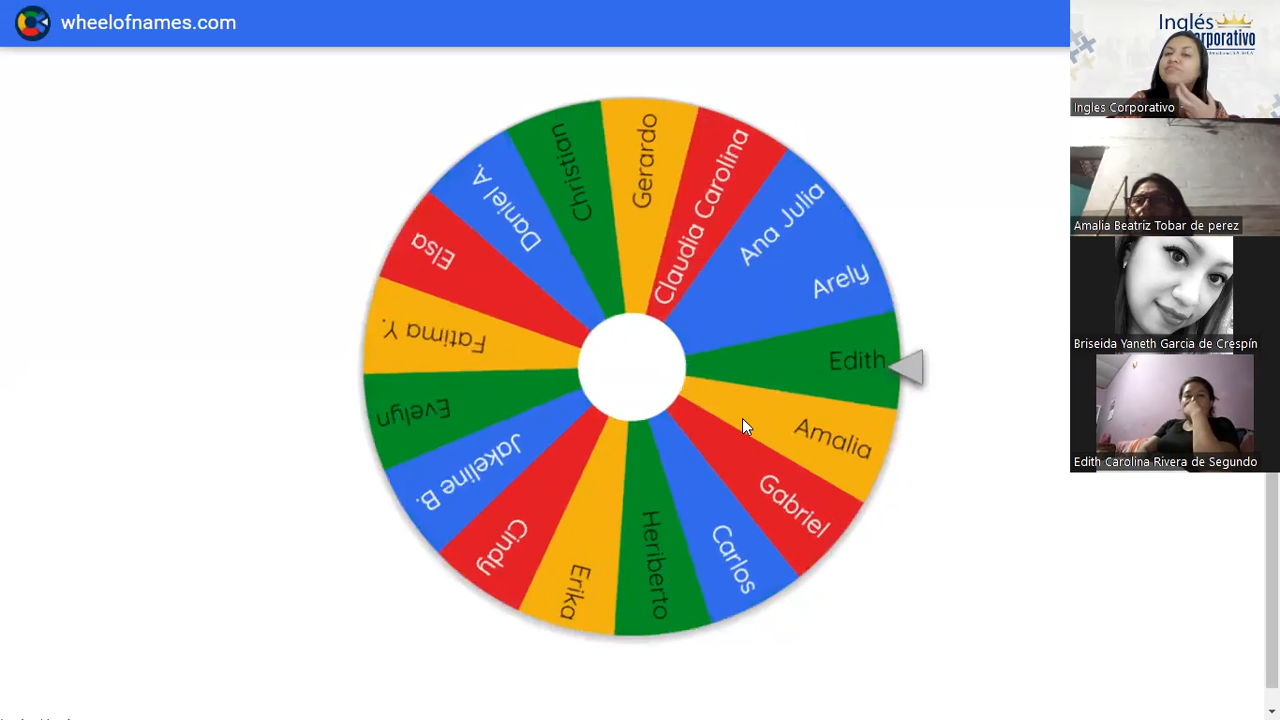 wheelofnames.com
Gerardo
Claudia Carolina
Ana Julia
Arely
Edith
Amalia
Gabriel
Carlos
Heriberto
Erika
Cindy
Jakeline B.
Evelyn
Fatima Y.
Elsa
Daniel A.
Christian
Inglés
Corporativo
Ingles Corporativo
Amalia Beatriz Tobar de perez
Briseida Yaneth Garcia de Crespín
Edith Carolina Rivera de Segundo